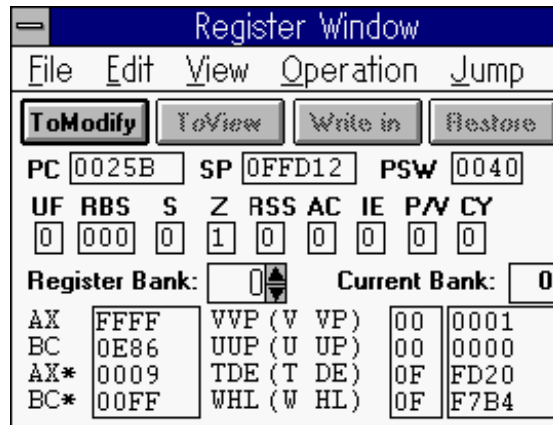 Register Window
File Edit View Operation Jump
ToModify ToView Write in Restore
PC 0025B SP 0FFD12 PSW 0040
UF RBS S Z RSS AC IE P/V CY
0 000 0 1 0 0 0 0 0
Register Bank: 0 Current Bank: 0
AX FFFF VVP (V VP) 00 0001
BC 0E86 UUP (U UP) 00 0000
AX* 0009 TDE (T DE) 0F FD20
BC* 00FF WHL (W HL) 0F F7B4